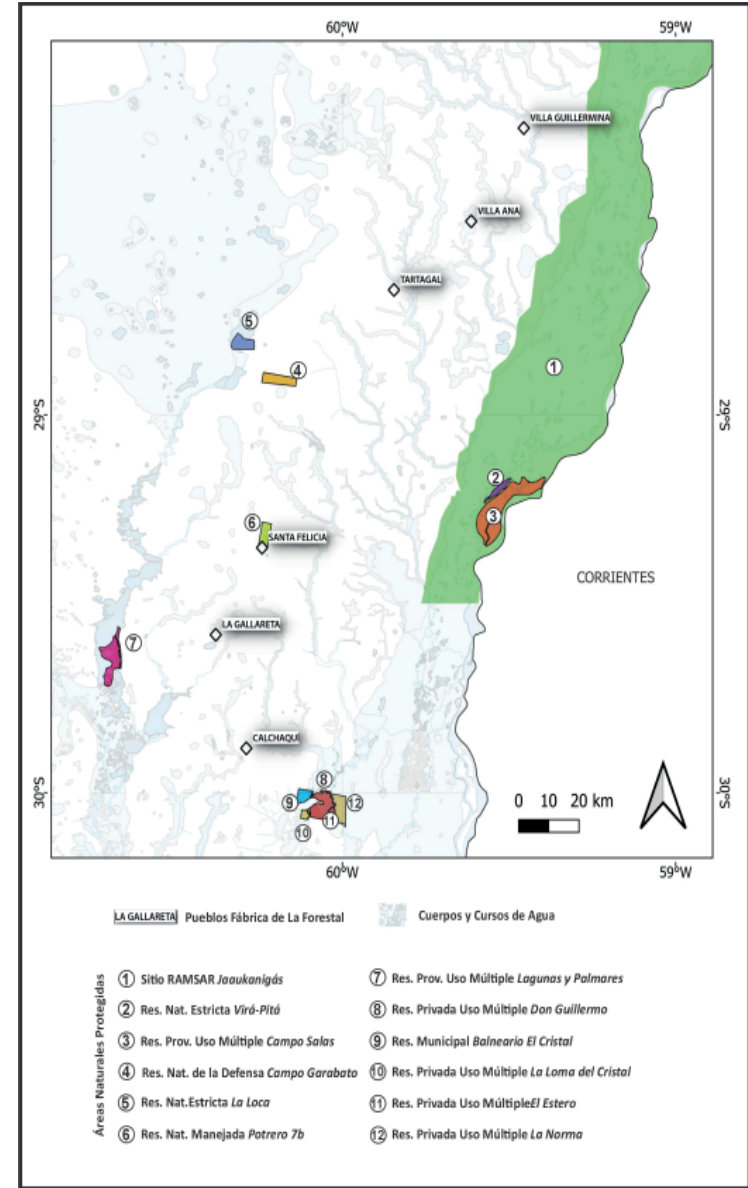 60°W 59°W
VILLA GUILLERMINA
VILLA ANA
TARTAGAL
5
4
1
29°S 29°S
2
3
6
SANTA FELICIA
CORRIENTES
LA GALLARETA
7
CALCHAQUÍ
8
9 12
10 11
30°S 30°S
0 10 20 km
60°W 59°W
LA GALLARETA Pueblos Fábrica de La Forestal
Cuerpos y Cursos de Agua
Áreas Naturales Protegidas
1 Sitio RAMSAR Jaaukanigás
2 Res. Nat. Estricta Virá-Pitá
3 Res. Prov. Uso Múltiple Campo Salas
4 Res. Nat. de la Defensa Campo Garabato
5 Res. Nat.Estricta La Loca
6 Res. Nat. Manejada Potrero 7b
7 Res. Prov. Uso Múltiple Lagunas y Palmares
8 Res. Privada Uso Múltiple Don Guillermo
9 Res. Municipal Balneario El Cristal
10 Res. Privada Uso Múltiple La Loma del Cristal
11 Res. Privada Uso MúltipleEl Estero
12 Res. Privada Uso Múltiple La Norma